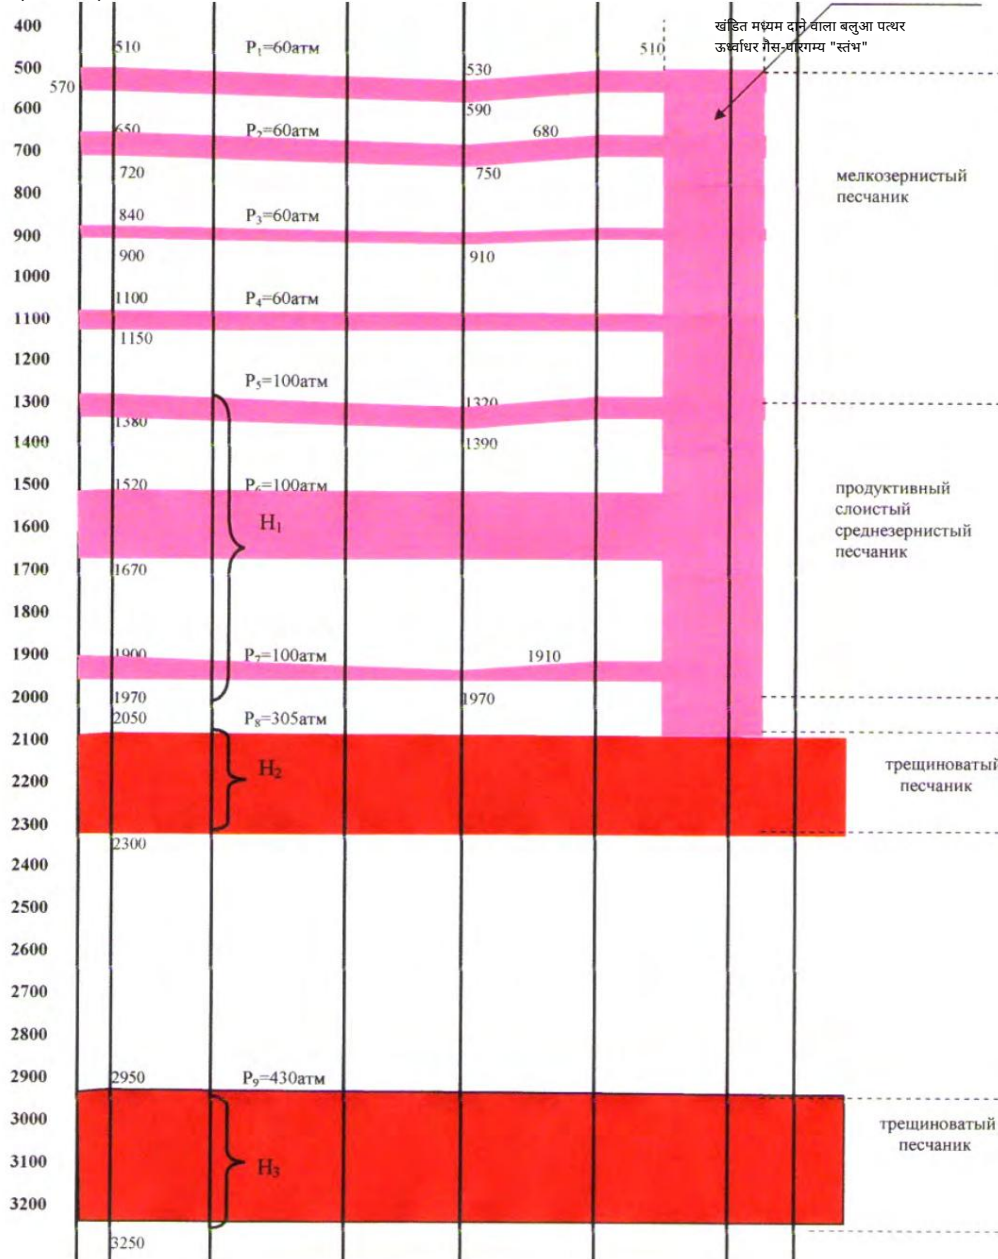 400
खंडित मध्यम दाने वाला बलुआ पत्थर
ऊर्ध्वाधर गैस-पारगम्य "स्तंभ"
510
P₁=60атм
510
500
530
570
600
590
650
P₂=60атм
680
700
720
750
мелкозернистый
песчаник
800
840
P₃=60атм
900
900
910
1000
1100
P₄=60атм
1100
1150
1200
P₅=100атм
1300
1320
1380
1400
1390
1500
1520
P₆=100атм
продуктивный
слоистый
среднезернистый
песчаник
H₁
1600
1700
1670
1800
1900
1900
P₇=100атм
1910
2000
1970
1970
2050
P₈=305атм
2100
H₂
трещиноватый
песчаник
2200
2300
2300
2400
2500
2600
2700
2800
2900
2950
P₉=430атм
3000
трещиноватый
песчаник
3100
H₃
3200
3250